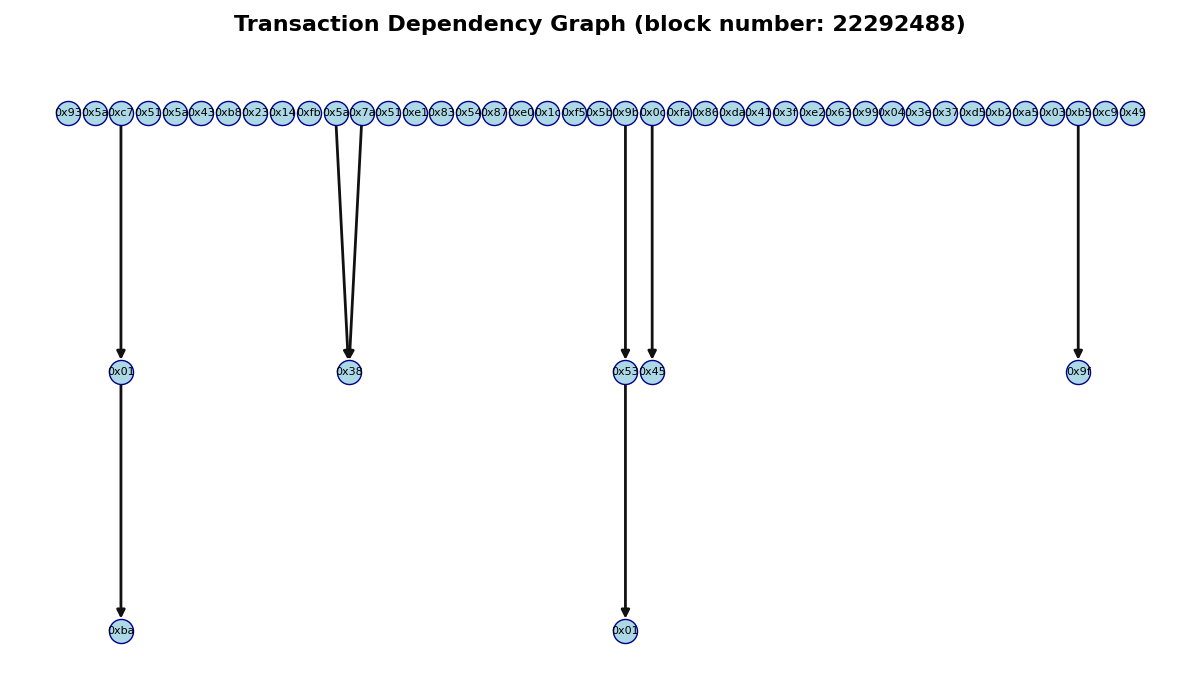 Transaction Dependency Graph (block number: 22292488)
0x93 0x5a 0xc7 0x51 0x5a 0x43 0xb8 0x23 0x14 0xfb 0x5a 0x7a 0x51 0xe1 0x83 0x54 0x87 0xe0 0x1c 0xf5 0x5b 0x9b 0x0c 0xfa 0x86 0xda 0x41 0x3f 0xe2 0x63 0x99 0x04 0x3e 0x37 0xd5 0xb2 0xa5 0x03 0xb5 0xc9 0x49
0x01 0x38 0x53 0x45 0x9f
0xba 0x01